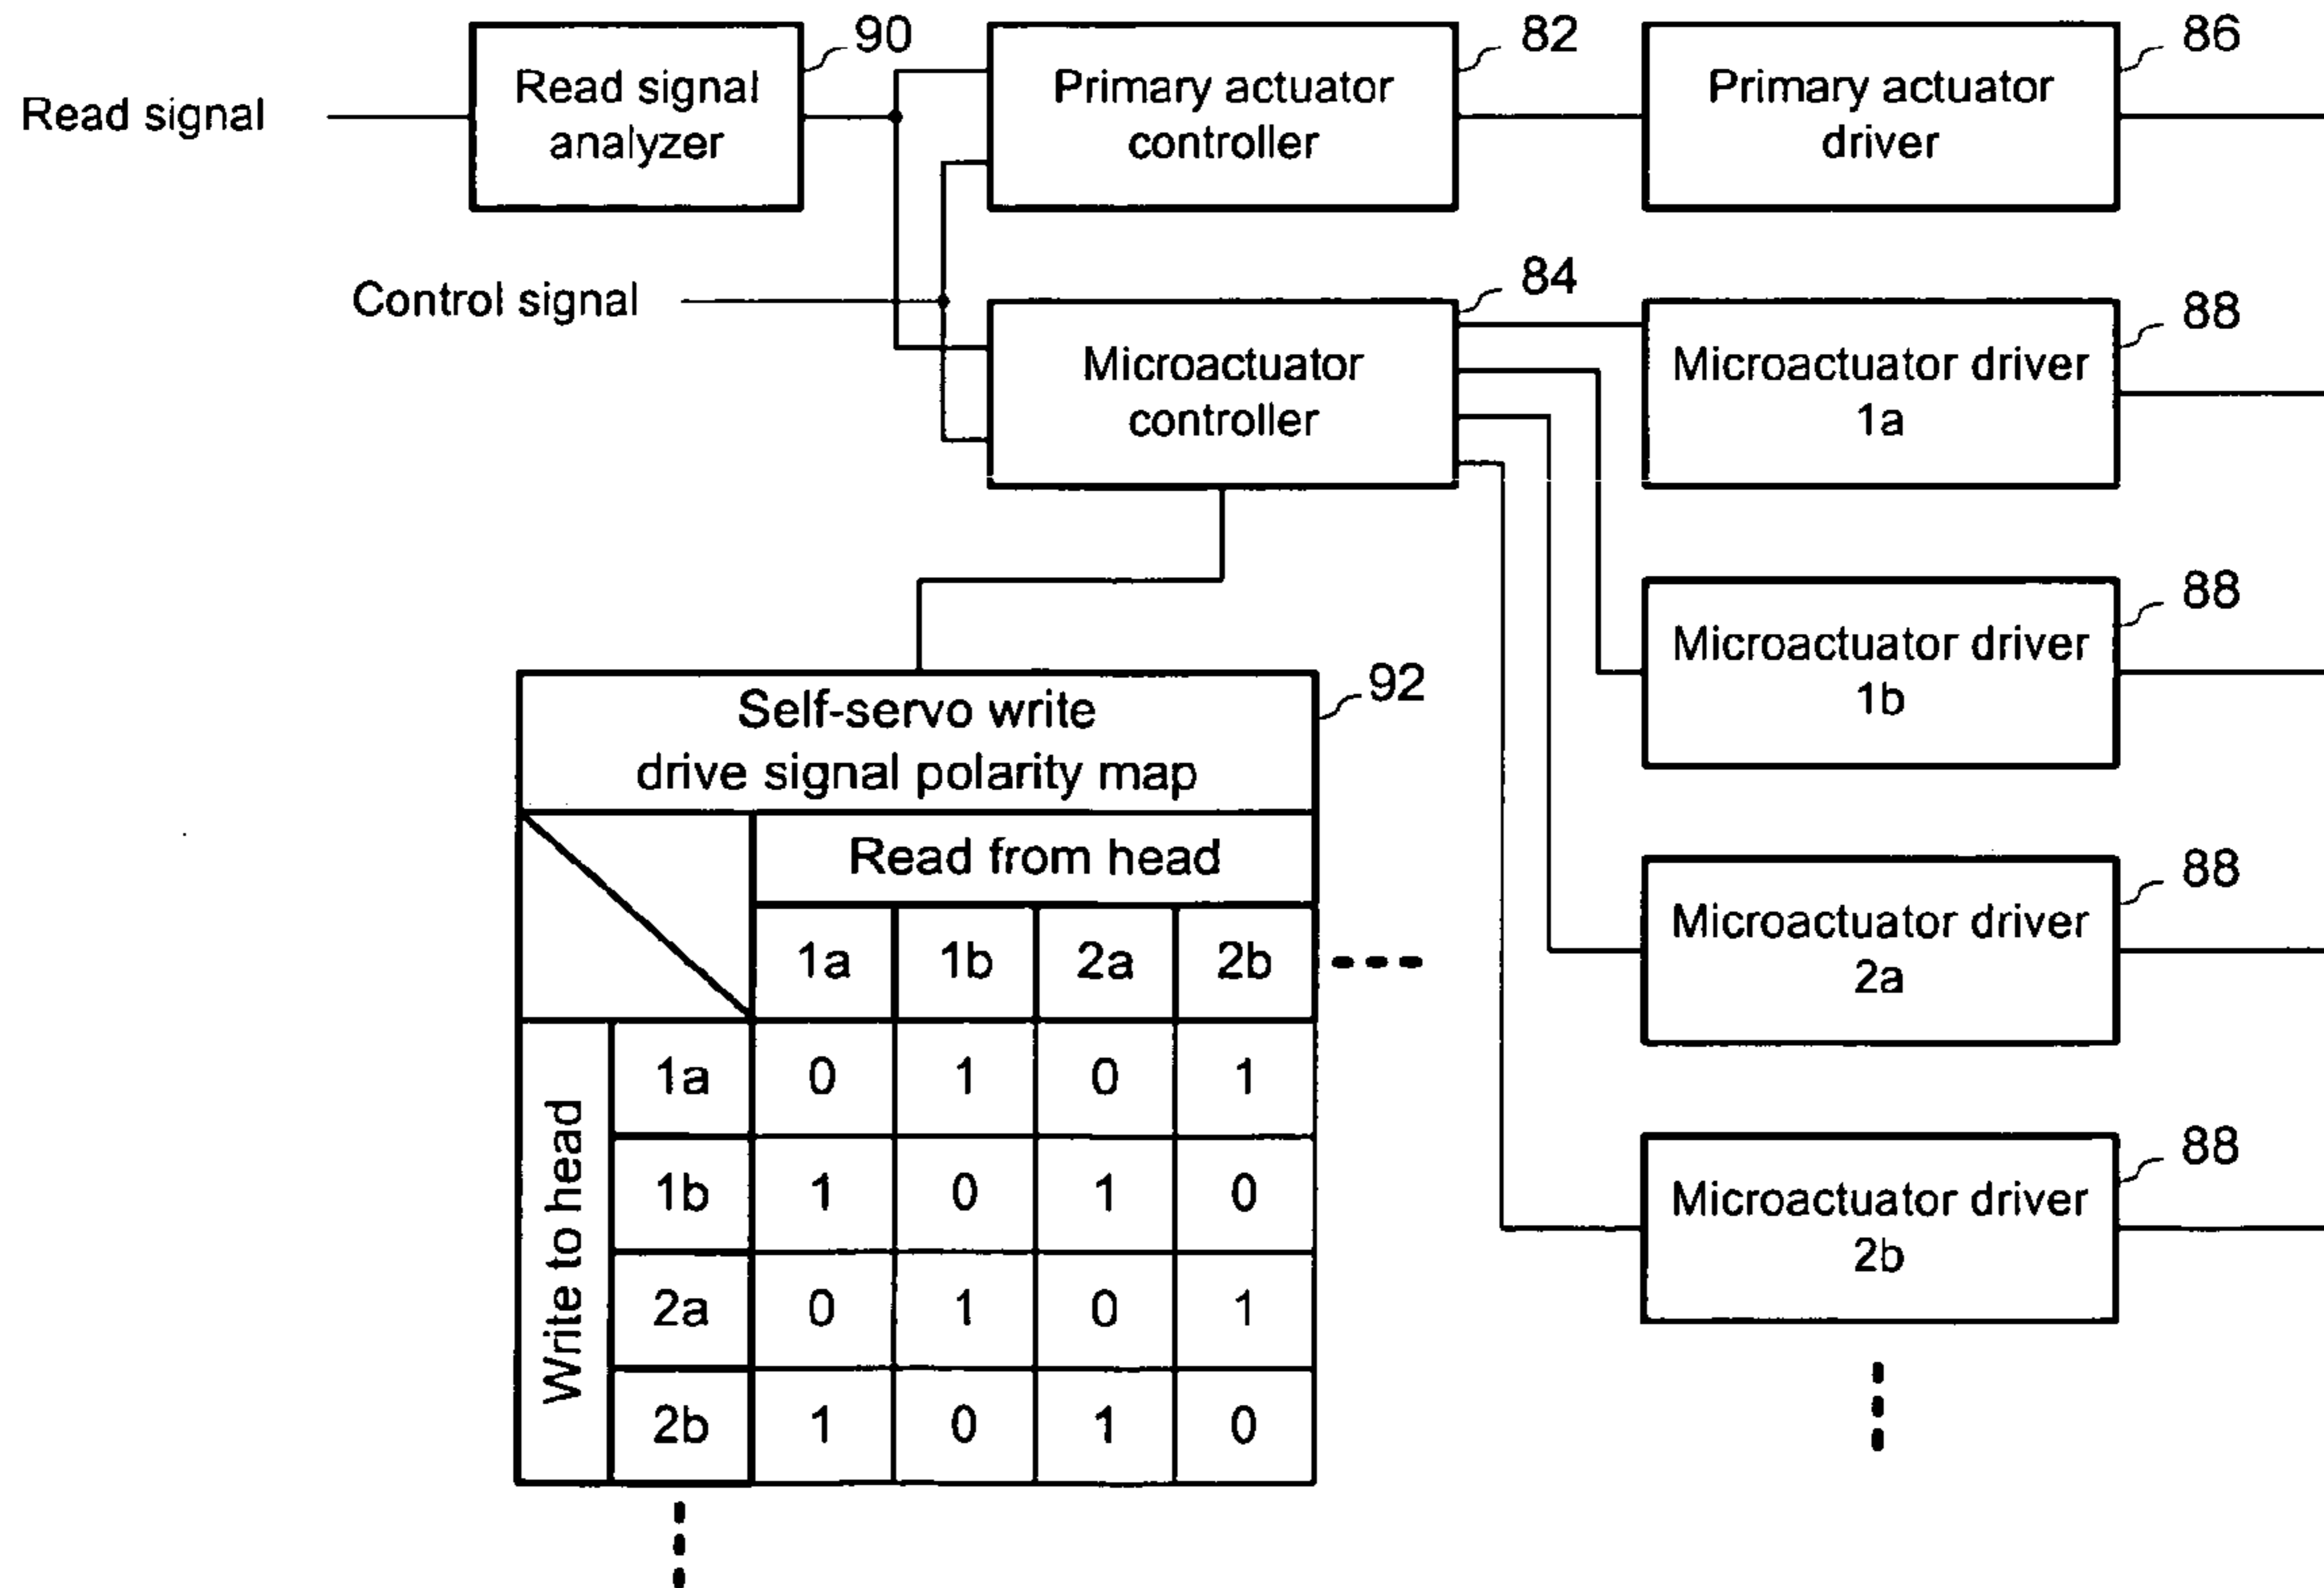 90
82
86
Read signal
Read signal
analyzer
Primary actuator
controller
Primary actuator
driver
Control signal
84
88
Microactuator
controller
Microactuator driver
1a
88
Microactuator driver
1b
92
Self-servo write
drive signal polarity map
Read from head
1a 1b 2a 2b
88
Microactuator driver
2a
Write to head
1a 0 1 0 1
1b 1 0 1 0
2a 0 1 0 1
2b 1 0 1 0
88
Microactuator driver
2b